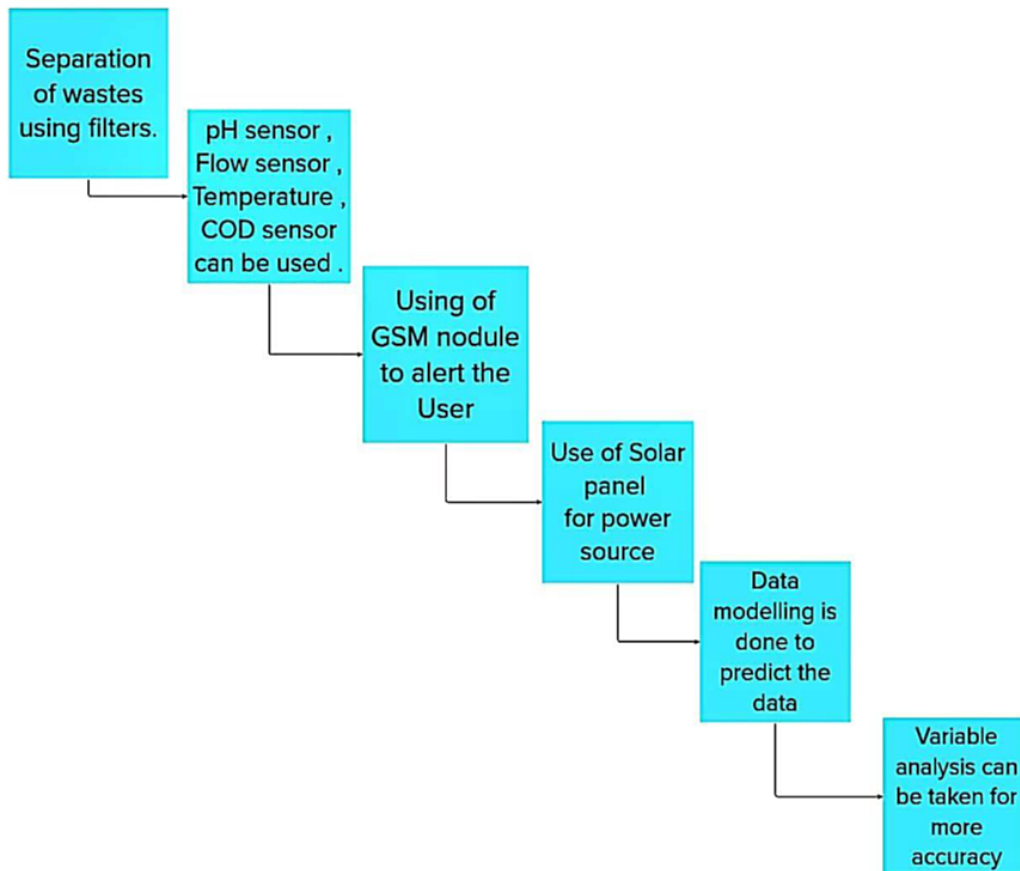 Separation
of wastes
using filters.
pH sensor ,
Flow sensor ,
Temperature ,
COD sensor
can be used .
Using of
GSM nodule
to alert the
User
Use of Solar
panel
for power
source
Data
modelling is
done to
predict the
data
Variable
analysis can
be taken for
more
accuracy